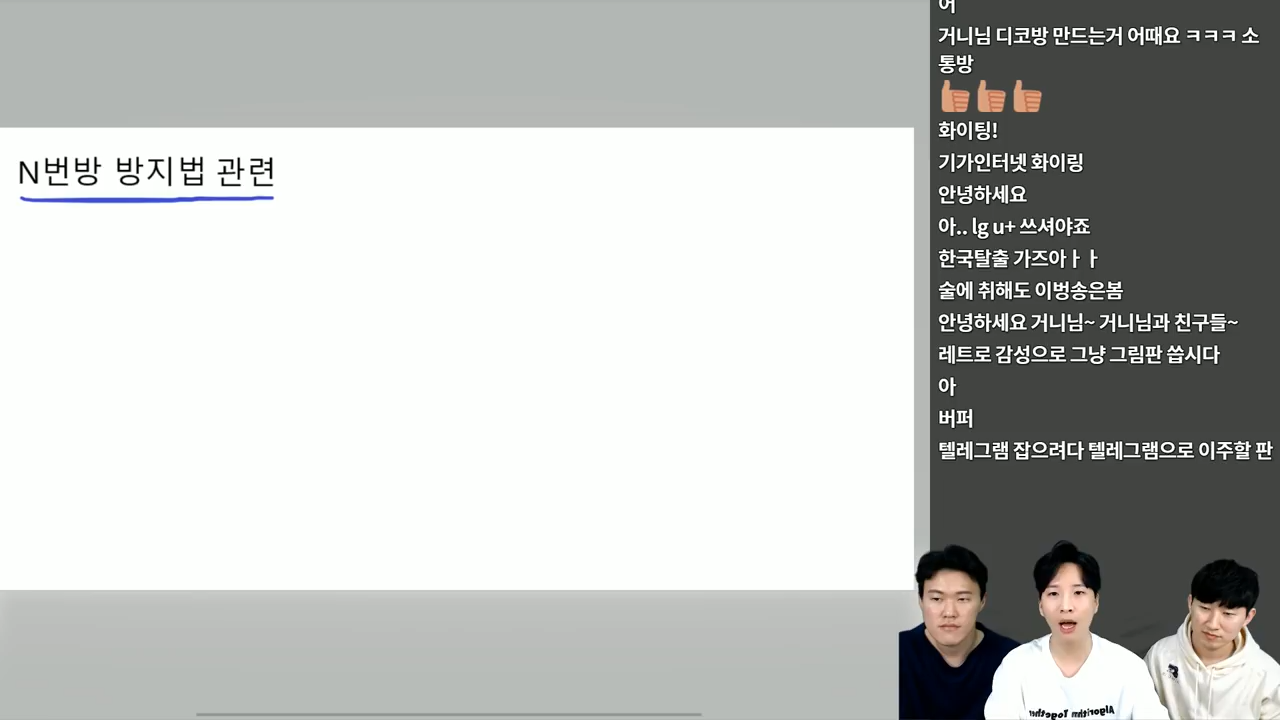 N번방 방지법 관련
어
거니님 디코방 만드는거 어때요 ㅋㅋㅋ 소
통방
화이팅!
기가인터넷 화이링
안녕하세요
아.. lg u+ 쓰셔야죠
한국탈출 가즈아ㅏㅏ
술에 취해도 이벙송은봄
안녕하세요 거니님~ 거니님과 친구들~
레트로 감성으로 그냥 그림판 씁시다
아
버퍼
텔레그램 잡으려다 텔레그램으로 이주할 판
Algorithm Together